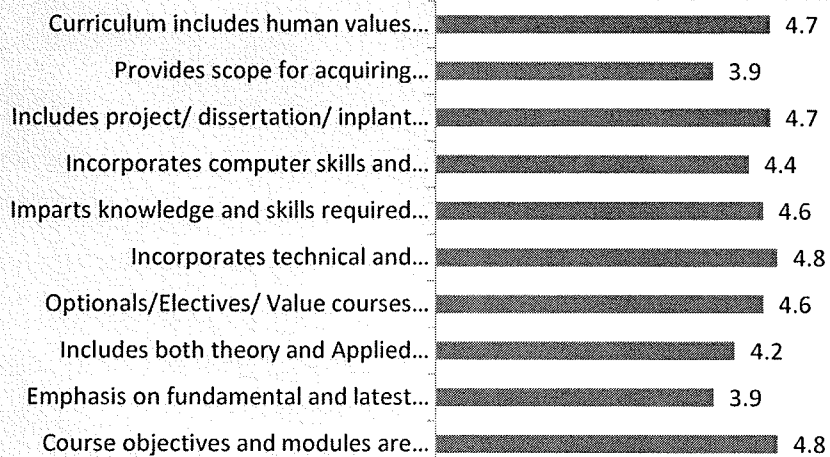 Curriculum includes human values... 4.7
Provides scope for acquiring... 3.9
Includes project/ dissertation/ inplant... 4.7
Incorporates computer skills and... 4.4
Imparts knowledge and skills required... 4.6
Incorporates technical and... 4.8
Optionals/Electives/ Value courses... 4.6
Includes both theory and Applied... 4.2
Emphasis on fundamental and latest... 3.9
Course objectives and modules are... 4.8